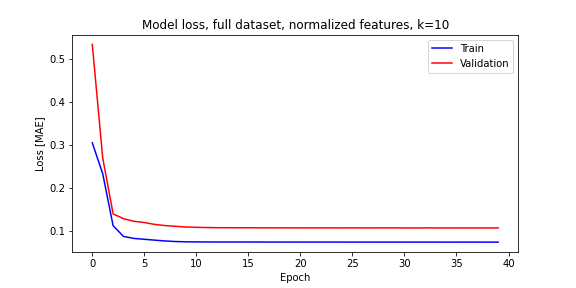 Model loss, full dataset, normalized features, k=10
Train
Validation
Loss [MAE]
0.5
0.4
0.3
0.2
0.1
0 5 10 15 20 25 30 35 40
Epoch